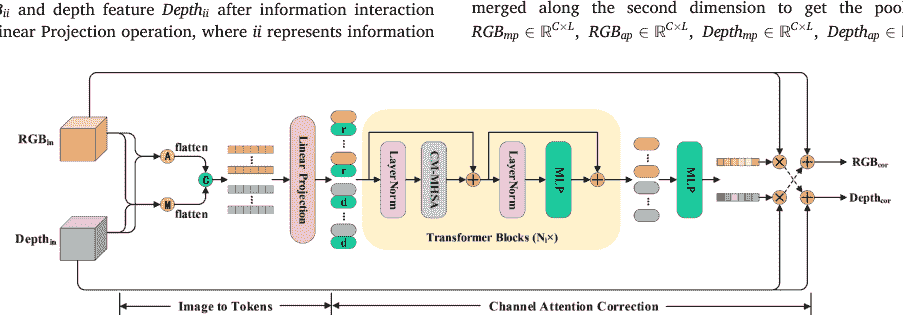 B_ii and depth feature Depth_ii after information interaction
inear Projection operation, where ii represents information
merged along the second dimension to get the pool
RGB_mp ∈ ℝ^C×L, RGB_ap ∈ ℝ^C×L, Depth_mp ∈ ℝ^C×L, Depth_ap ∈ ℝ
RGB_in
Depth_in
A
flatten
M
flatten
C
Linear Projection
r
r
d
d
LayerNorm
CM-MHSA
LayerNorm
MLP
Transformer Blocks (N_i×)
MLP
RGB_cor
Depth_cor
Image to Tokens
Channel Attention Correction